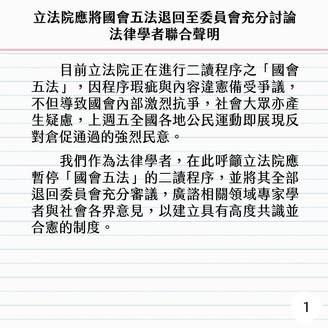 立法院應將國會五法退回至委員會充分討論
法律學者聯合聲明
目前立法院正在進行二讀程序之「國會
五法」，因程序瑕疵與內容違憲備受爭議，
不但導致國會內部激烈抗爭，社會大眾亦產
生疑慮，上週五全國各地公民運動即展現反
對倉促通過的強烈民意。
我們作為法律學者，在此呼籲立法院應
暫停「國會五法」的二讀程序，並將其全部
退回委員會充分審議，廣諮相關領域專家學
者與社會各界意見，以建立具有高度共識並
合憲的制度。
1